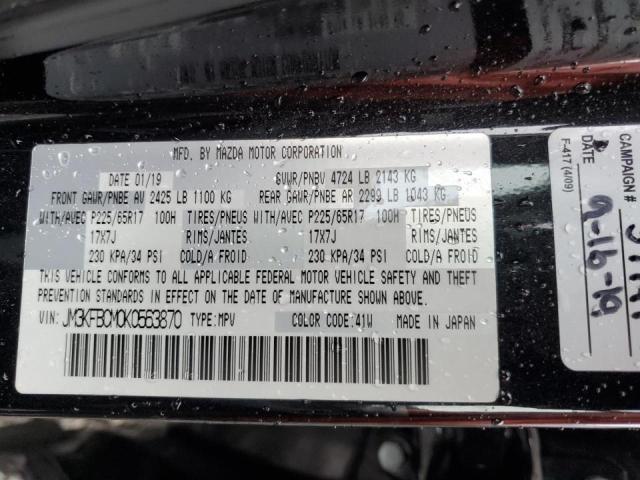 MFD. BY MAZDA MOTOR CORPORATION
DATE 01/19 GVWR/PNBV 4724 LB 2143 KG
FRONT GAWR/PNBE AV 2425 LB 1100 KG REAR GAWR/PNBE AR 2299 LB 1043 KG
WITH/AVEC P225/65R17 100H TIRES/PNEUS WITH/AVEC P225/65R17 100H TIRES/PNEUS
17X7J RIMS/JANTES 17X7J RIMS/JANTES
230 KPA/34 PSI COLD/A FROID 230 KPA/34 PSI COLD/A FROID
THIS VEHICLE CONFORMS TO ALL APPLICABLE FEDERAL MOTOR VEHICLE SAFETY AND THEFT
PREVENTION STANDARDS IN EFFECT ON THE DATE OF MANUFACTURE SHOWN ABOVE.
VIN: JM3KFBCM0K0553870 TYPE: MPV COLOR CODE: 41W MADE IN JAPAN
CAMPAIGN #
9-16-19
F-417 (4/09)